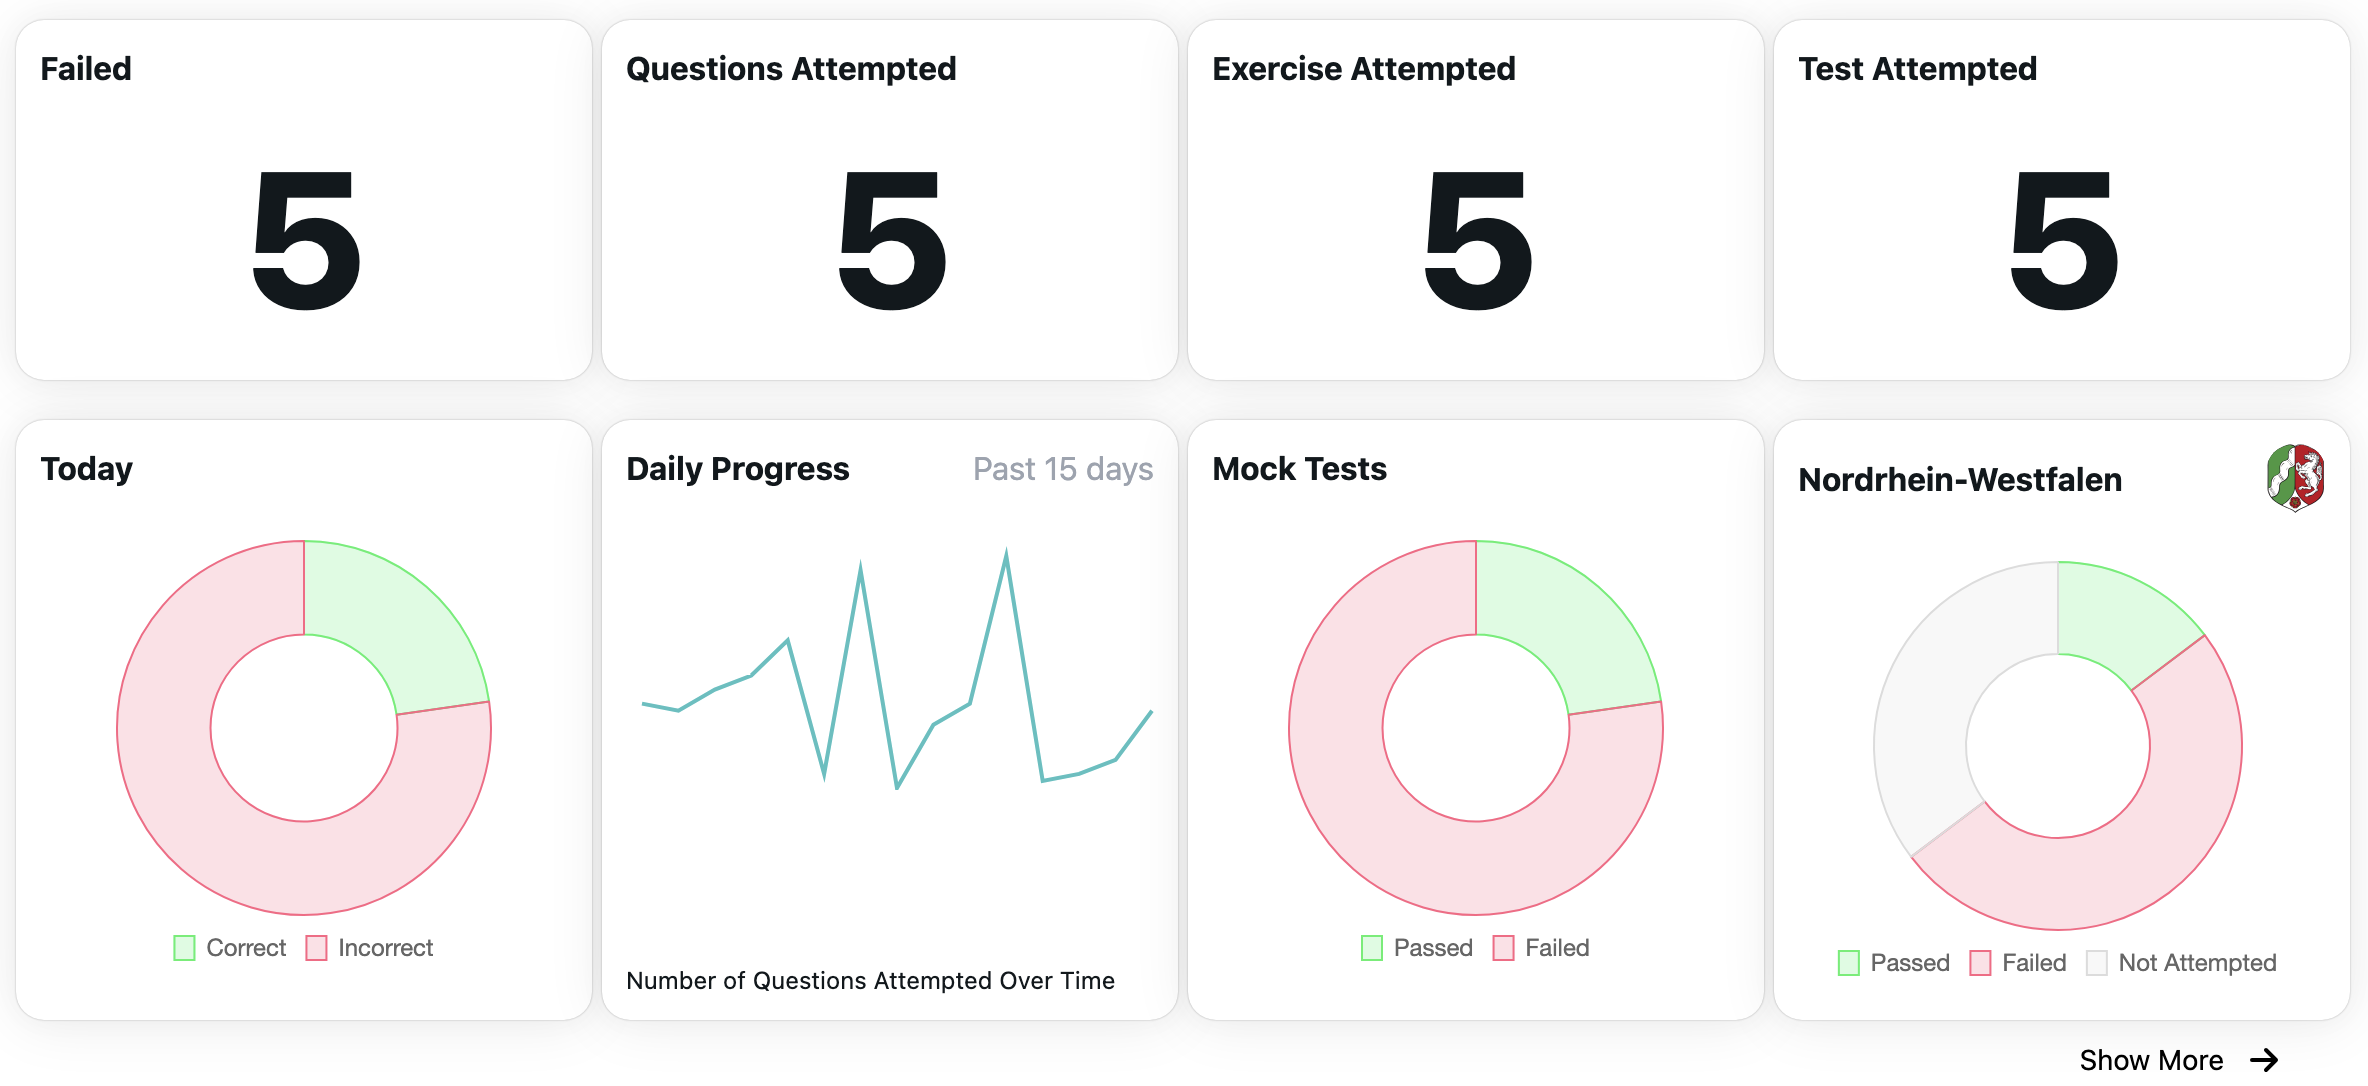 Failed
5
Questions Attempted
5
Exercise Attempted
5
Test Attempted
5
Today
Correct
Incorrect
Daily Progress
Past 15 days
Number of Questions Attempted Over Time
Mock Tests
Passed
Failed
Nordrhein-Westfalen
Passed
Failed
Not Attempted
Show More